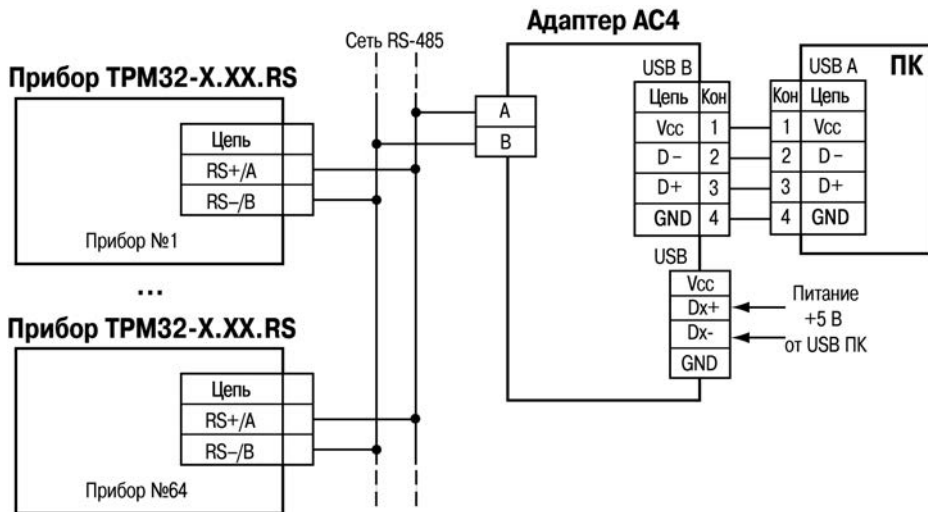 Адаптер АС4
Сеть RS-485
Прибор ТРМ32-Х.ХХ.RS
Цепь
RS+/A
RS–/B
Прибор №1
...
Прибор ТРМ32-Х.ХХ.RS
Цепь
RS+/A
RS–/B
Прибор №64
A
B
USB B
Цепь Кон
Vcc 1
D- 2
D+ 3
GND 4
USB A
ПК
Кон Цепь
1 Vcc
2 D-
3 D+
4 GND
USB
Vcc
Dx+
Dx-
GND
Питание
+5 В
от USB ПК